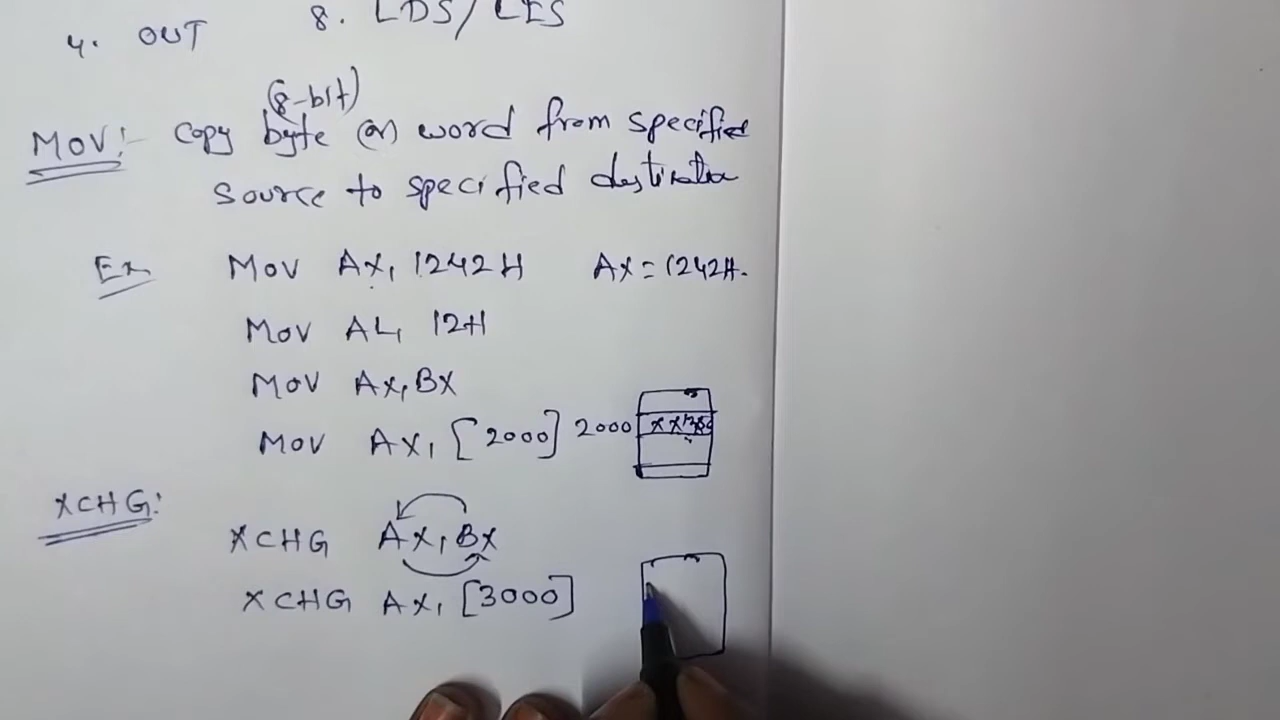 4. OUT
8. LDS/LES
(8-bit)
MOV:- Copy byte (or) word from specified
source to specified destination
Ex MOV AX, 1242H AX = 1242H.
MOV AL, 12H
MOV AX, BX
MOV AX, [2000] 2000
XCHG:
XCHG AX, BX
XCHG AX, [3000]